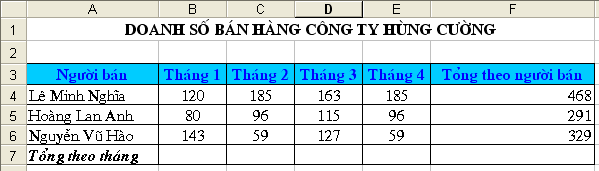 A B C D E F
1 DOANH SỐ BÁN HÀNG CÔNG TY HÙNG CƯỜNG
2
3 Người bán Tháng 1 Tháng 2 Tháng 3 Tháng 4 Tổng theo người bán
4 Lê Minh Nghĩa 120 185 163 185 468
5 Hoàng Lan Anh 80 96 115 96 291
6 Nguyễn Vũ Hào 143 59 127 59 329
7 Tổng theo tháng